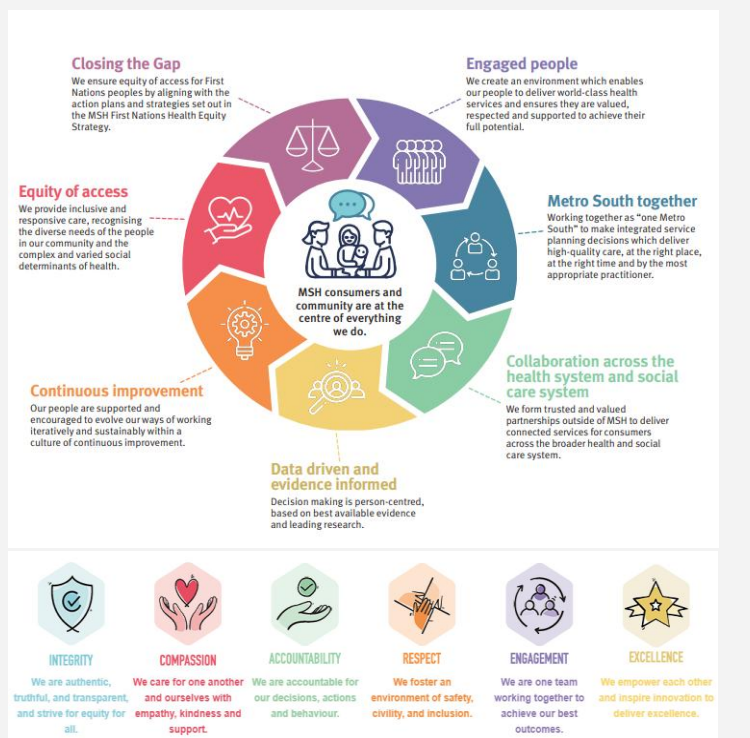 Closing the Gap
We ensure equity of access for First
Nations peoples by aligning with the
action plans and strategies set out in
the MSH First Nations Health Equity
Strategy.
Engaged people
We create an environment which enables
our people to deliver world-class health
services and ensures they are valued,
respected and supported to achieve their
full potential.
Equity of access
We provide inclusive and
responsive care, recognising
the diverse needs of the people
in our community and the
complex and varied social
determinants of health.
Metro South together
Working together as “one Metro
South” to make integrated service
planning decisions which deliver
high-quality care, at the right place,
at the right time and by the most
appropriate practitioner.
MSH consumers and
community are at the
centre of everything
we do.
Continuous improvement
Our people are supported and
encouraged to evolve our ways of working
iteratively and sustainably within a
culture of continuous improvement.
Collaboration across the
health system and social
care system
We form trusted and valued
partnerships outside of MSH to deliver
connected services for consumers
across the broader health and social
care system.
Data driven and
evidence informed
Decision making is person-centred,
based on best available evidence
and leading research.
INTEGRITY
We are authentic,
truthful, and transparent,
and strive for equity for
all.
COMPASSION
We care for one another
and ourselves with
empathy, kindness and
support.
ACCOUNTABILITY
We are accountable for
our decisions, actions
and behaviour.
RESPECT
We foster an
environment of safety,
civility, and inclusion.
ENGAGEMENT
We are one team
working together to
achieve our best
outcomes.
EXCELLENCE
We empower each other
and inspire innovation to
deliver excellence.